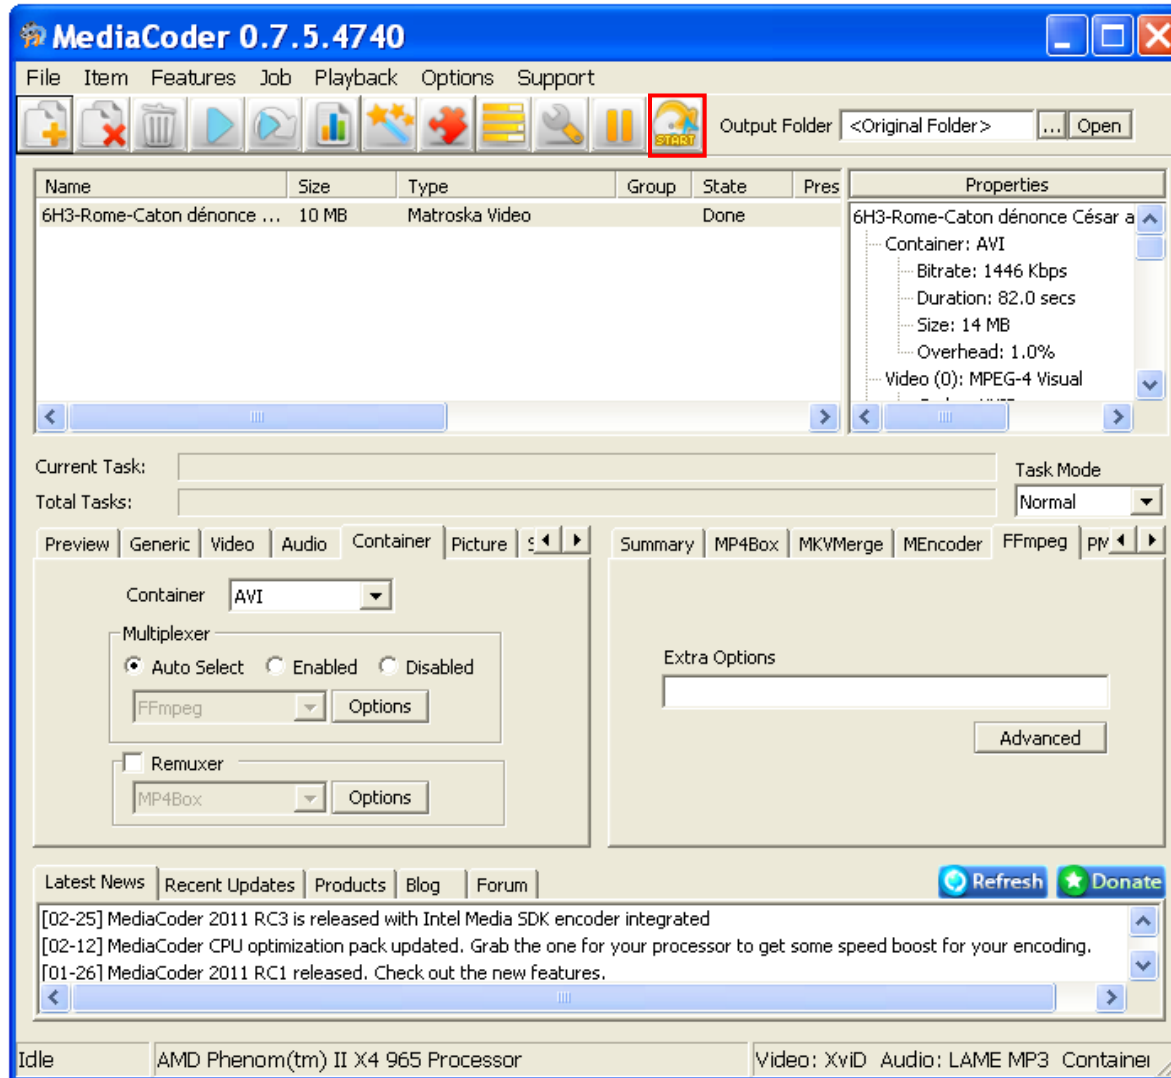 MediaCoder 0.7.5.4740
File Item Features Job Playback Options Support
START
Output Folder <Original Folder> ... Open
Name Size Type Group State Pres
6H3-Rome-Caton dénonce ... 10 MB Matroska Video Done
Properties
6H3-Rome-Caton dénonce César a
Container: AVI
Bitrate: 1446 Kbps
Duration: 82.0 secs
Size: 14 MB
Overhead: 1.0%
Video (0): MPEG-4 Visual
Current Task:
Total Tasks:
Task Mode
Normal
Preview Generic Video Audio Container Picture S
Container AVI
Multiplexer
Auto Select Enabled Disabled
FFmpeg Options
Remuxer
MP4Box Options
Summary MP4Box MKVMerge MEncoder FFmpeg PM
Extra Options
Advanced
Latest News Recent Updates Products Blog Forum
Refresh Donate
[02-25] MediaCoder 2011 RC3 is released with Intel Media SDK encoder integrated
[02-12] MediaCoder CPU optimization pack updated. Grab the one for your processor to get some speed boost for your encoding.
[01-26] MediaCoder 2011 RC1 released. Check out the new features.
Idle AMD Phenom(tm) II X4 965 Processor Video: XviD Audio: LAME MP3 Container